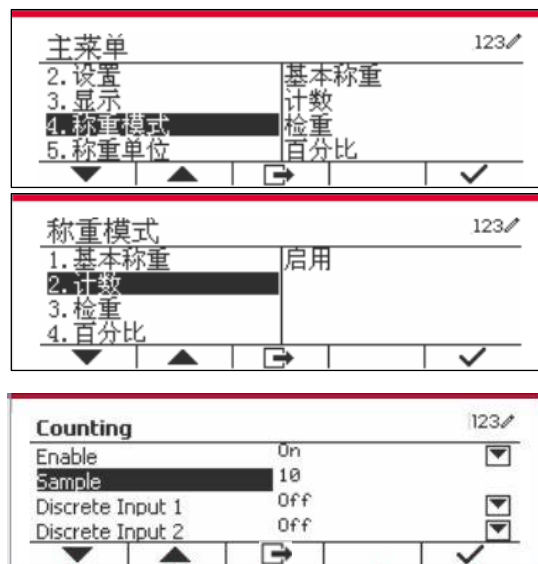 主菜单 123
2.设置 基本称重
3.显示 计数
4.称重模式 检重
5.称重单位 百分比
称重模式 123
1.基本称重 启用
2.计数
3.检重
4.百分比
Counting 123
Enable On
Sample 10
Discrete Input 1 Off
Discrete Input 2 Off